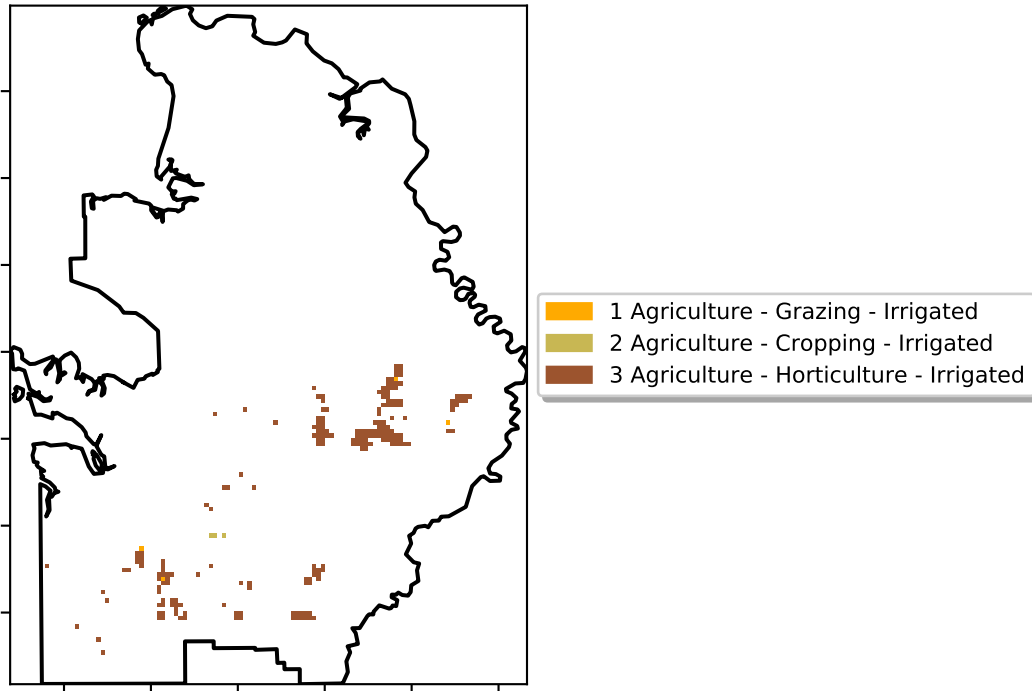 1 Agriculture - Grazing - Irrigated
2 Agriculture - Cropping - Irrigated
3 Agriculture - Horticulture - Irrigated